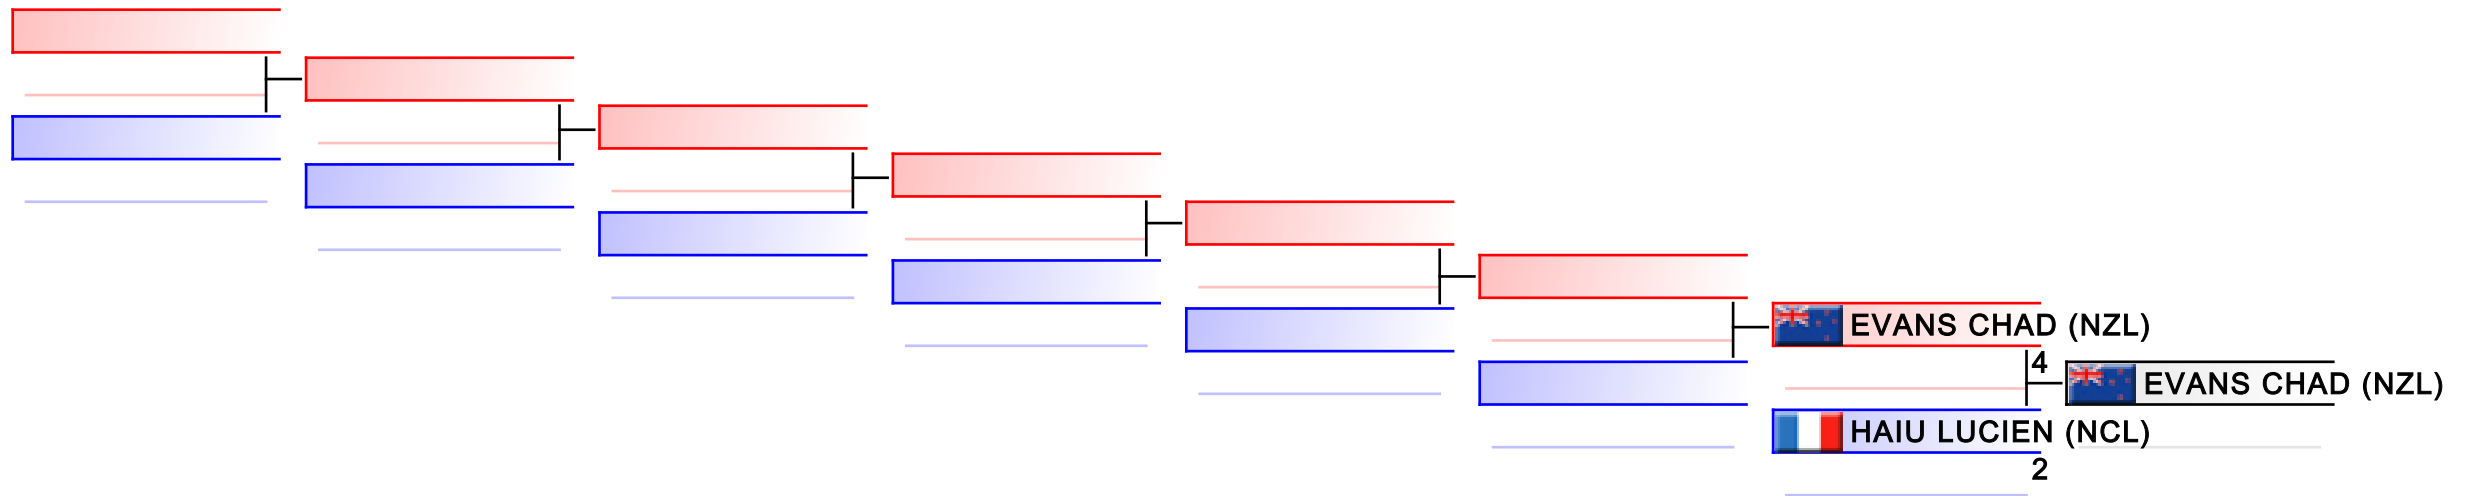 EVANS CHAD (NZL)
4
EVANS CHAD (NZL)
HAIU LUCIEN (NCL)
2